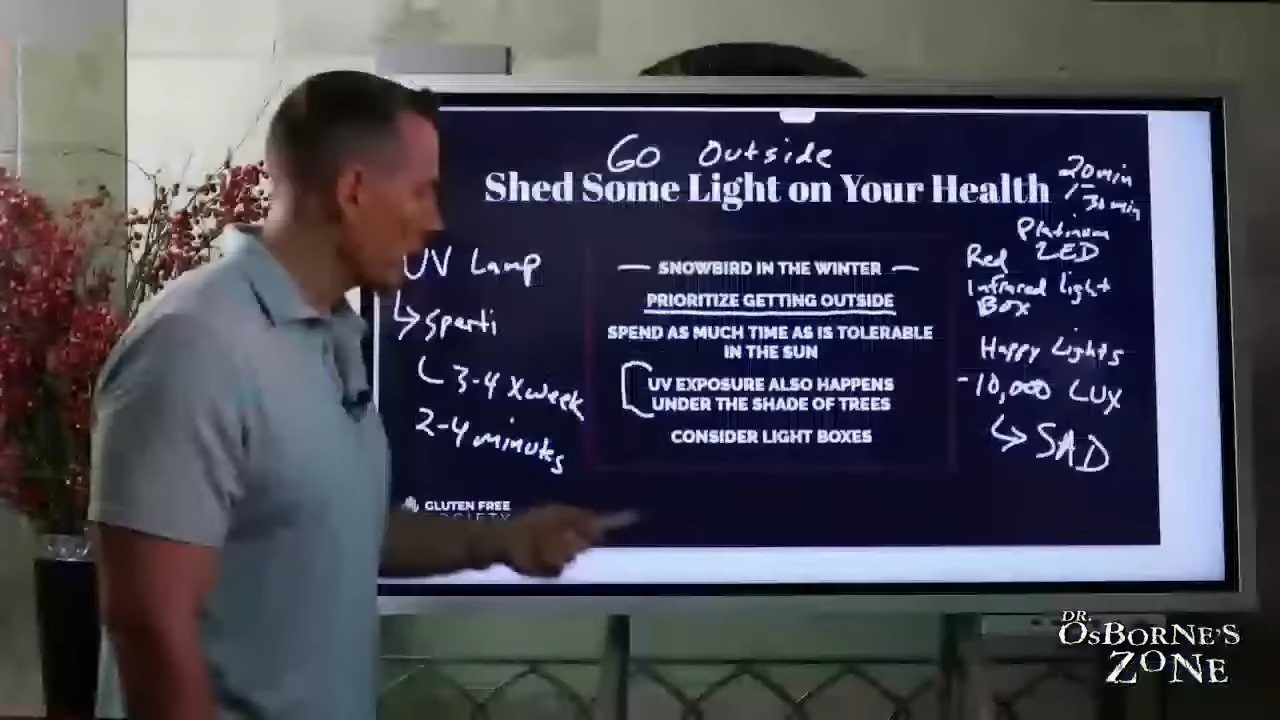 GO Outside
Shed Some Light on Your Health
20min
/- 30 min
UV Lamp
↳ Sperti
↳ 3-4 x week
2-4 minutes
— SNOWBIRD IN THE WINTER —
PRIORITIZE GETTING OUTSIDE
SPEND AS MUCH TIME AS IS TOLERABLE
IN THE SUN
UV EXPOSURE ALSO HAPPENS
UNDER THE SHADE OF TREES
CONSIDER LIGHT BOXES
Platinum
Red LED
Infrared Light
Box
Happy Lights
-10,000 LUX
↳ SAD
GLUTEN FREE
SOCIETY
DR.
OSBORNE'S
ZONE